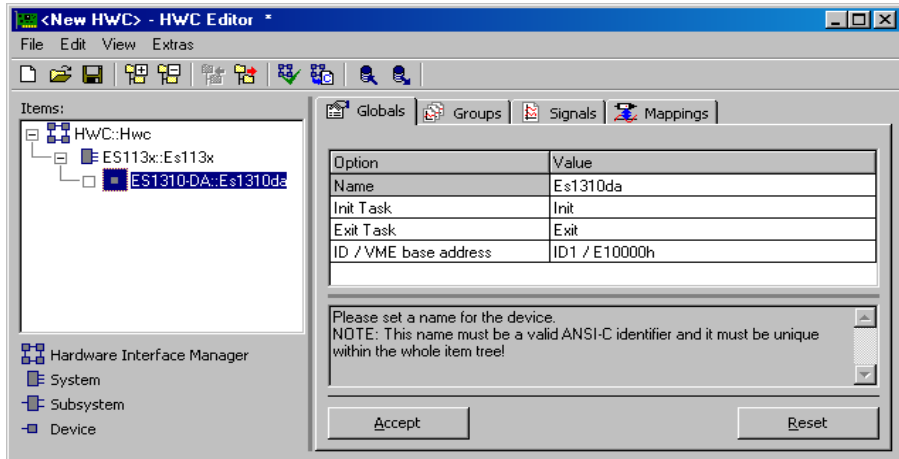 <New HWC> - HWC Editor *
File Edit View Extras
Items:
HWC::Hwc
ES113x::Es113x
ES1310-DA::Es1310da
Hardware Interface Manager
System
Subsystem
Device
Globals Groups Signals Mappings
Option Value
Name Es1310da
Init Task Init
Exit Task Exit
ID / VME base address ID1 / E10000h
Please set a name for the device.
NOTE: This name must be a valid ANSI-C identifier and it must be unique
within the whole item tree!
Accept Reset